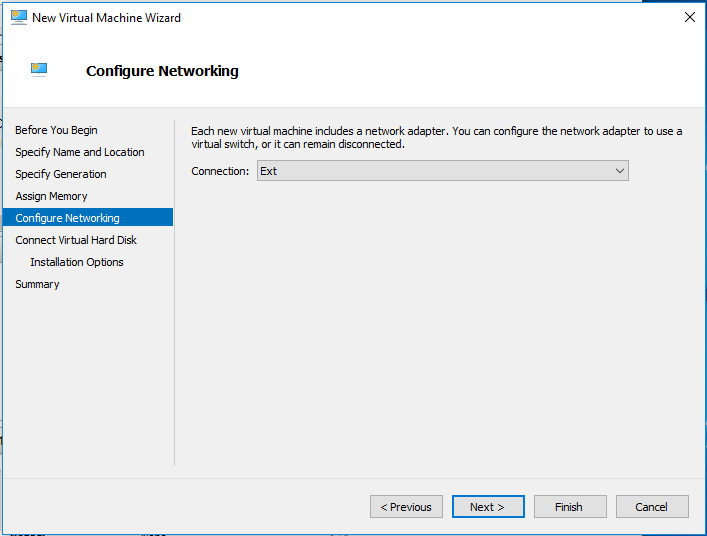 New Virtual Machine Wizard
Configure Networking
Before You Begin
Specify Name and Location
Specify Generation
Assign Memory
Configure Networking
Connect Virtual Hard Disk
Installation Options
Summary
Each new virtual machine includes a network adapter. You can configure the network adapter to use a
virtual switch, or it can remain disconnected.
Connection: Ext
< Previous
Next >
Finish
Cancel